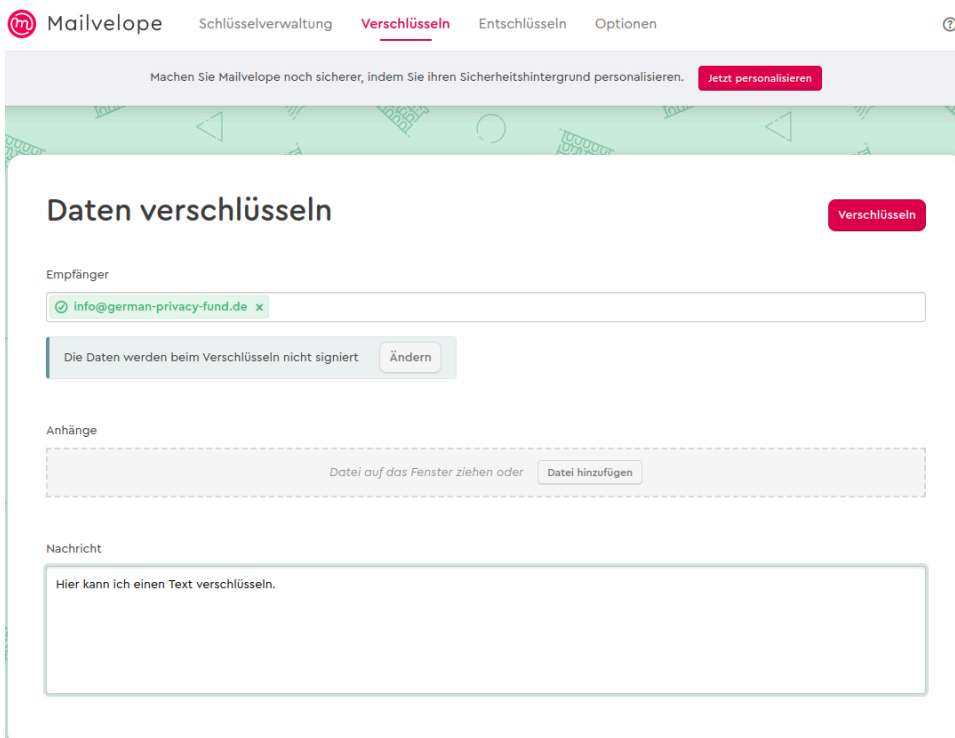 Mailvelope Schlüsselverwaltung Verschlüsseln Entschlüsseln Optionen
Machen Sie Mailvelope noch sicherer, indem Sie ihren Sicherheitshintergrund personalisieren. Jetzt personalisieren
Daten verschlüsseln
Verschlüsseln
Empfänger
info@german-privacy-fund.de x
Die Daten werden beim Verschlüsseln nicht signiert Ändern
Anhänge
Datei auf das Fenster ziehen oder Datei hinzufügen
Nachricht
Hier kann ich einen Text verschlüsseln.